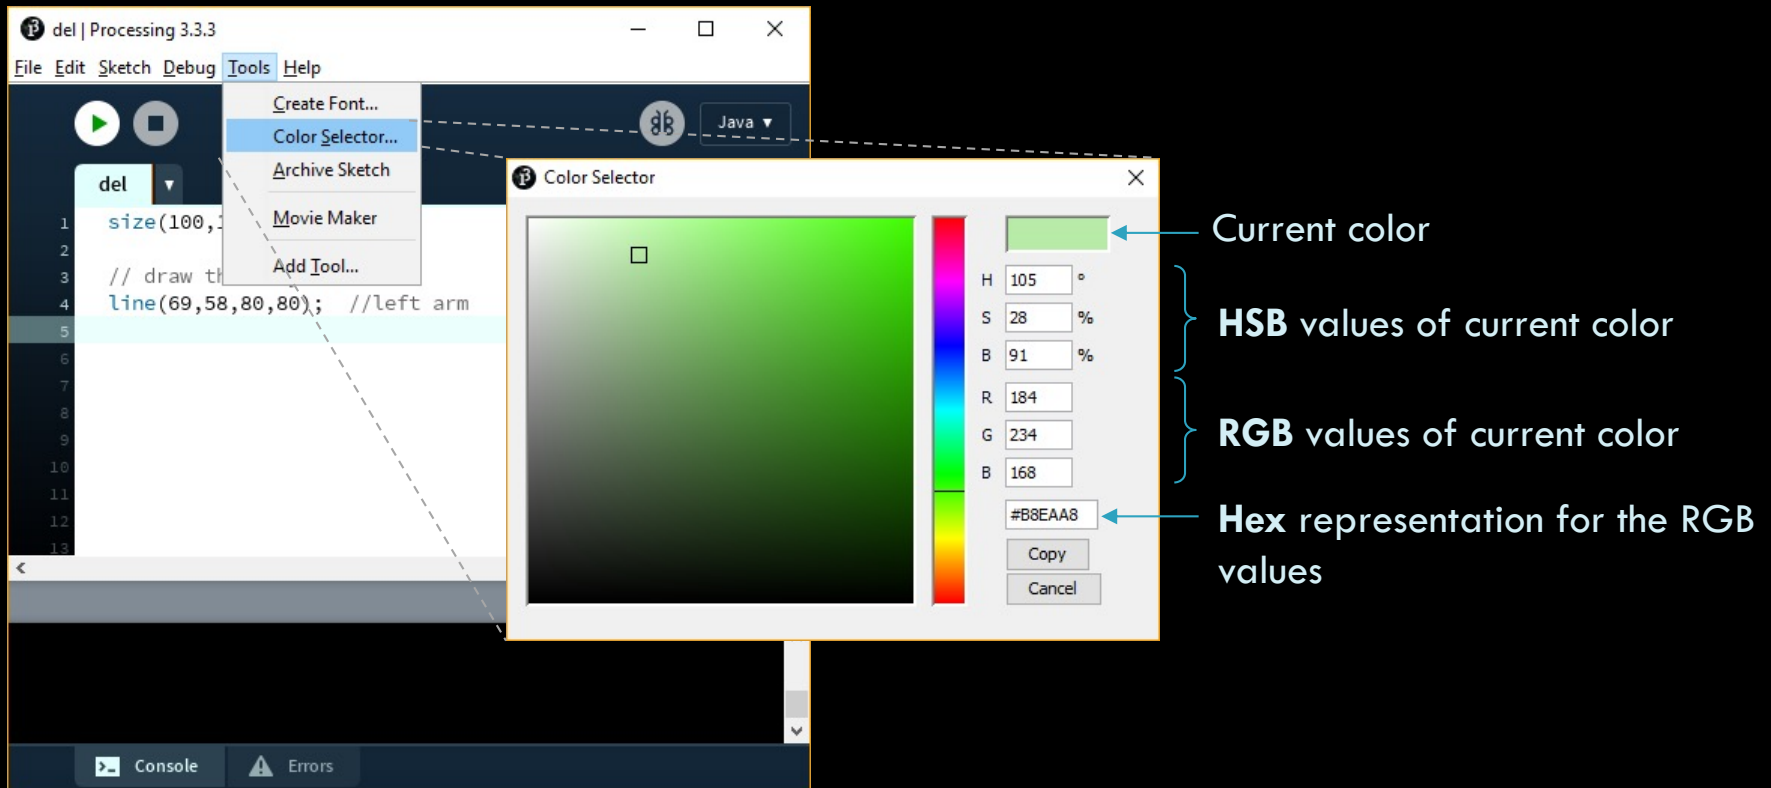 del | Processing 3.3.3
File Edit Sketch Debug Tools Help
Create Font...
Color Selector...
Archive Sketch
Movie Maker
Add Tool...
Java ▼
del ▼
1 size(100,
2
3 // draw th
4 line(69,58,80,80); //left arm
5
6
7
8
9
10
11
12
13
Console
Errors
Color Selector
H 105 °
S 28 %
B 91 %
R 184
G 234
B 168
#B8EAA8
Copy
Cancel
Current color
HSB values of current color
RGB values of current color
Hex representation for the RGB
values